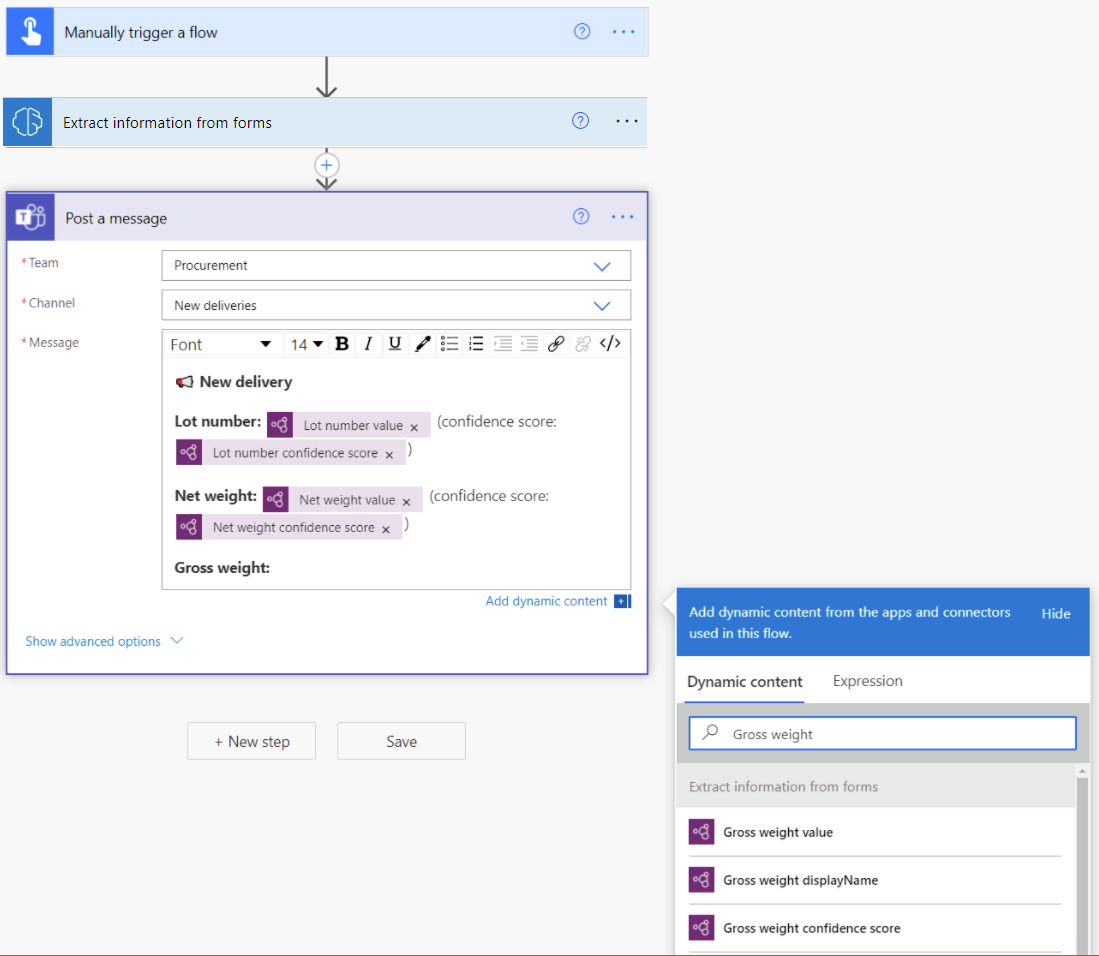 Manually trigger a flow
Extract information from forms
Post a message
* Team
Procurement
* Channel
New deliveries
* Message
Font 14 B I U </>
New delivery
Lot number: Lot number value × (confidence score:
Lot number confidence score × )
Net weight: Net weight value × (confidence score:
Net weight confidence score × )
Gross weight:
Add dynamic content
Show advanced options
+ New step
Save
Add dynamic content from the apps and connectors
used in this flow.
Hide
Dynamic content
Expression
Gross weight
Extract information from forms
Gross weight value
Gross weight displayName
Gross weight confidence score